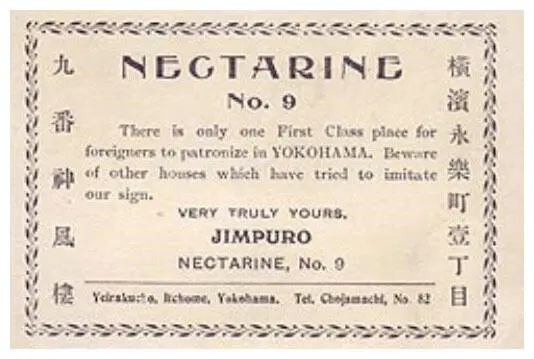 NECTARINE
No. 9
There is only one First Class place for
foreigners to patronize in YOKOHAMA. Beware
of other houses which have tried to imitate
our sign.
VERY TRULY YOURS,
JIMPURO
NECTARINE, No. 9
Itchome, Yokohama. Tel. Chojamachi, No. 82
橫濱永樂町壹丁目
九番神風樓